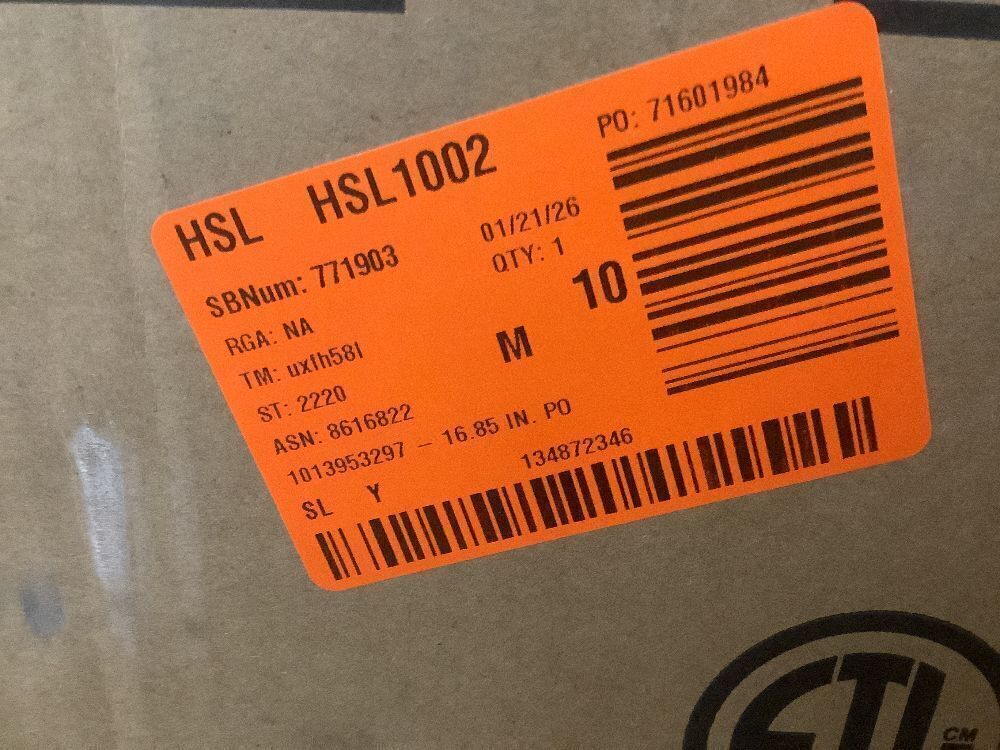 HSL HSL1002
PO: 71601984
SBNum: 771903
01/21/26
RGA: NA
QTY: 1
10
TM: uxfh58l
M
ST: 2220
ASN: 8616822
1013953297 – 16.85 IN. PO
SL Y
134872346
ETL
CM